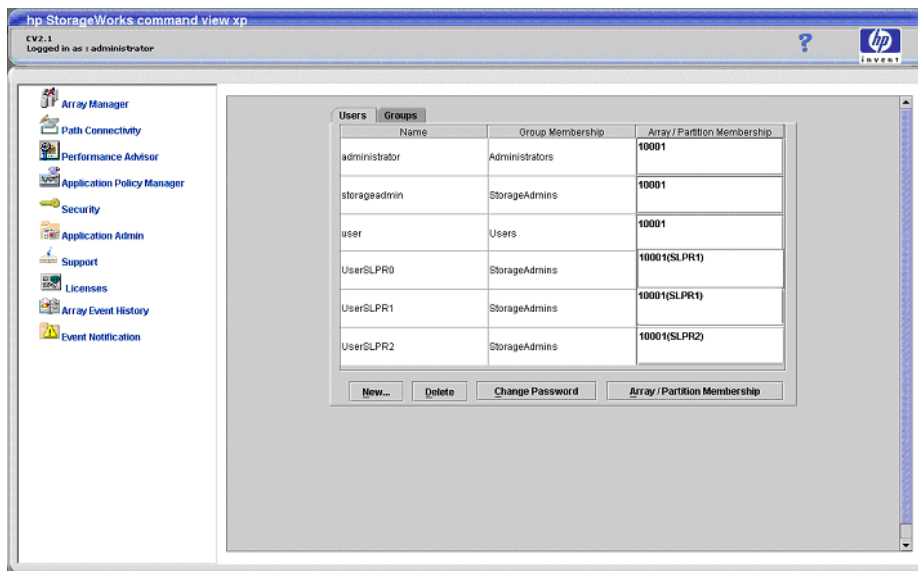 hp StorageWorks command view xp
CV2.1
Logged in as : administrator
?
hp
invent
Array Manager
Path Connectivity
Performance Advisor
Application Policy Manager
Security
Application Admin
Support
Licenses
Array Event History
Event Notification
Users Groups
Name Group Membership Array / Partition Membership
administrator Administrators 10001
storageadmin StorageAdmins 10001
user Users 10001
UserSLPR0 StorageAdmins 10001(SLPR1)
UserSLPR1 StorageAdmins 10001(SLPR1)
UserSLPR2 StorageAdmins 10001(SLPR2)
New... Delete Change Password Array / Partition Membership